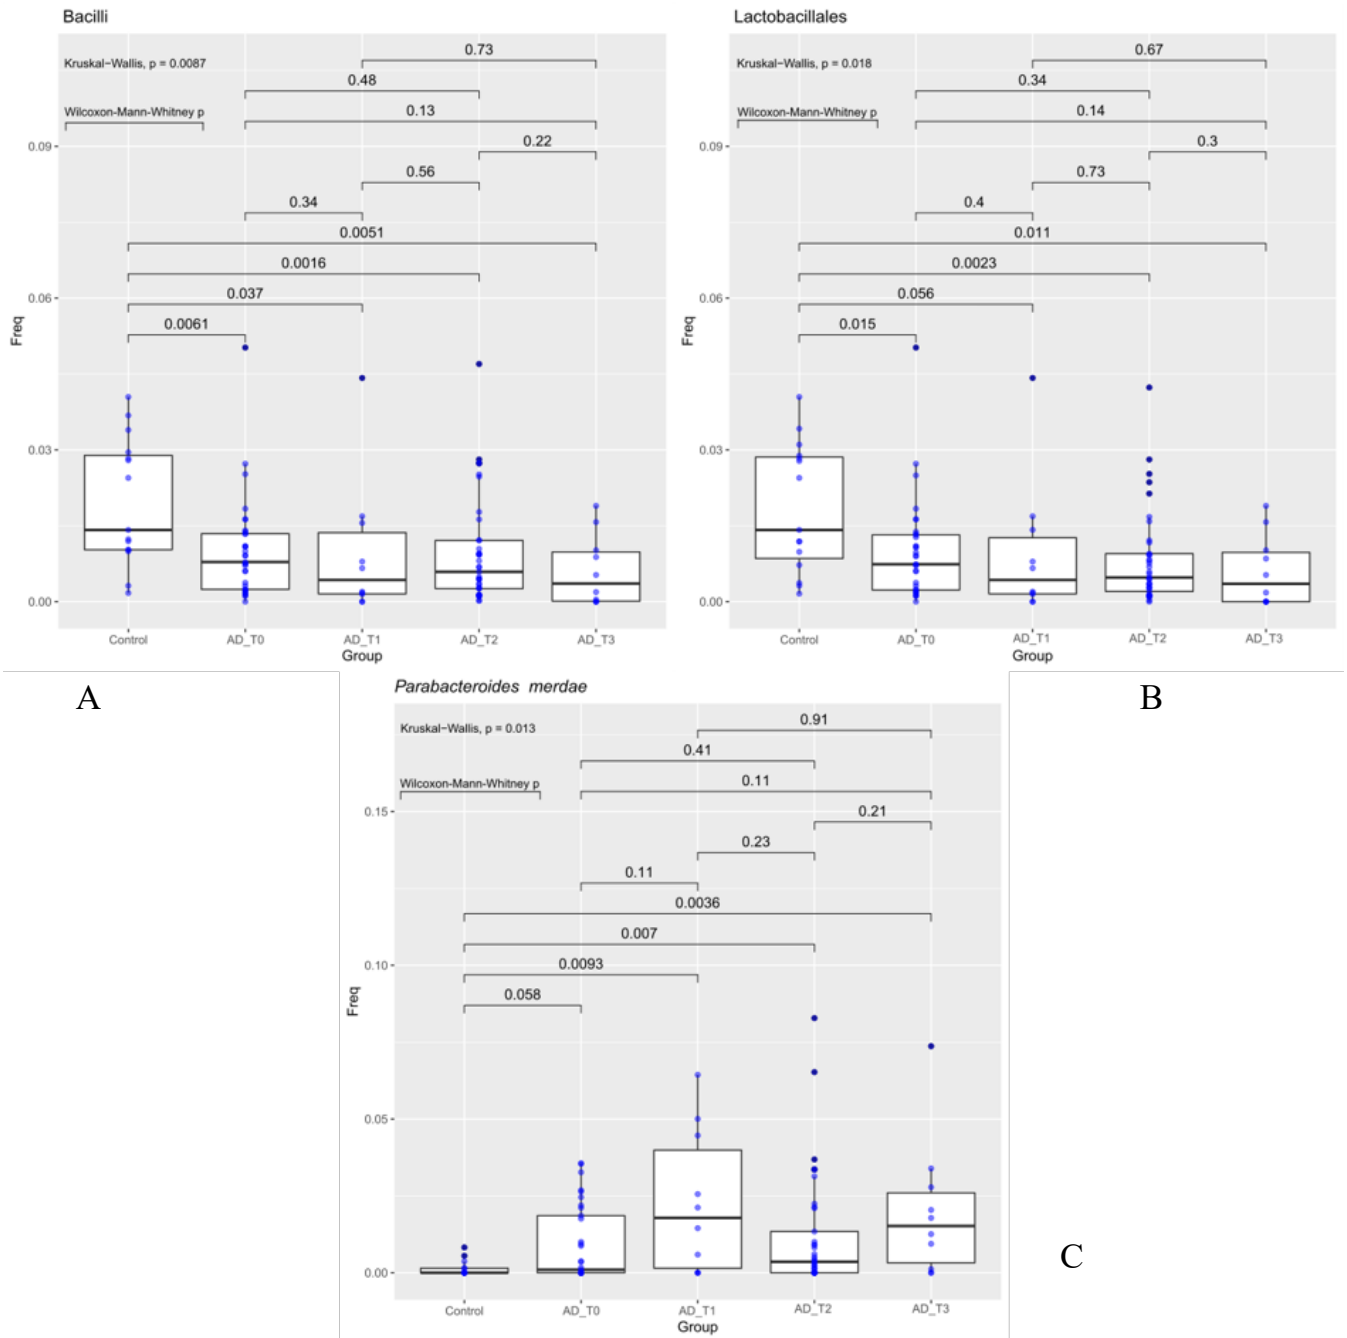 Bacilli
Kruskal−Wallis, p = 0.0087
Wilcoxon-Mann-Whitney p
0.73
0.48
0.13
0.22
0.56
0.34
0.0051
0.0016
0.037
0.0061
0.09
0.06
0.03
0.00
Freq
Control AD_T0 AD_T1 AD_T2 AD_T3
Group
A
Lactobacillales
Kruskal−Wallis, p = 0.018
Wilcoxon-Mann-Whitney p
0.67
0.34
0.14
0.3
0.73
0.4
0.011
0.0023
0.056
0.015
0.09
0.06
0.03
0.00
Freq
Control AD_T0 AD_T1 AD_T2 AD_T3
Group
B
Parabacteroides merdae
Kruskal−Wallis, p = 0.013
Wilcoxon-Mann-Whitney p
0.91
0.41
0.11
0.21
0.23
0.11
0.0036
0.007
0.0093
0.058
0.15
0.10
0.05
0.00
Freq
Control AD_T0 AD_T1 AD_T2 AD_T3
Group
C